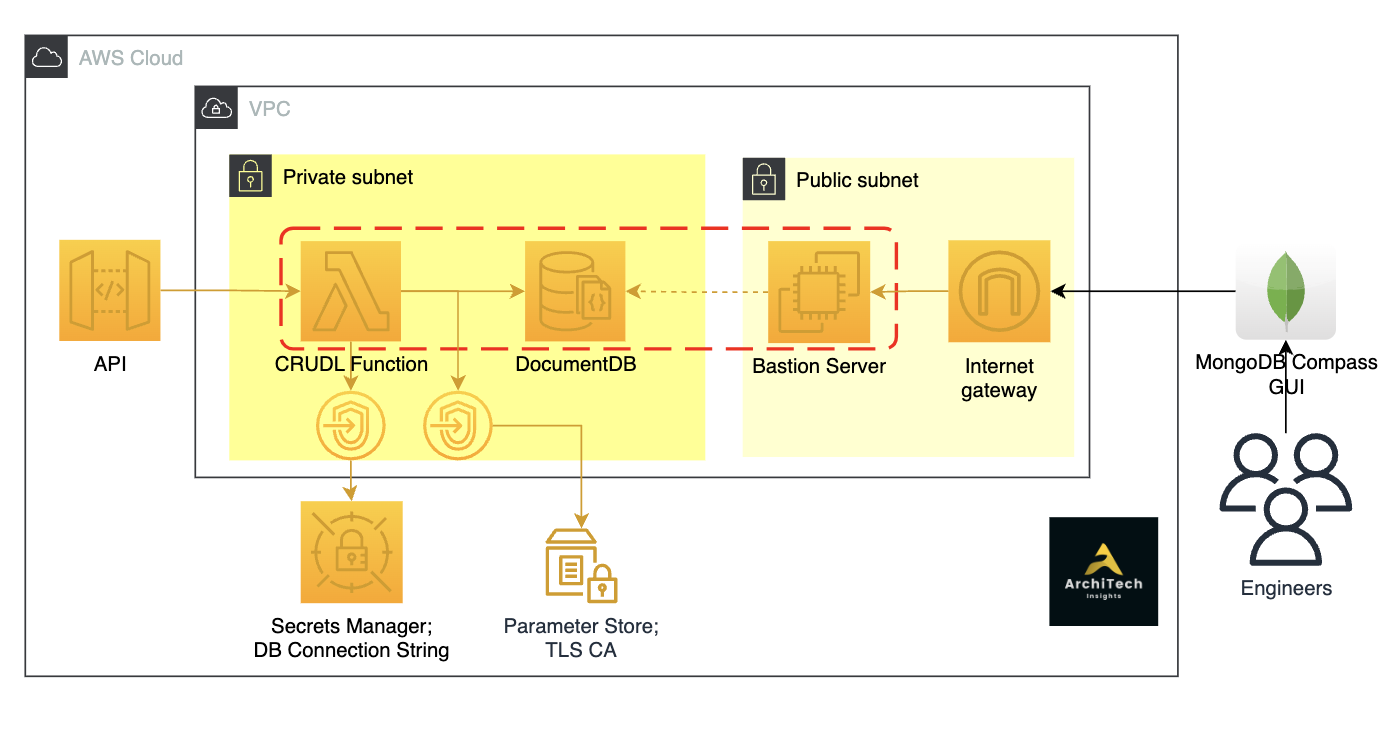 AWS Cloud
VPC
Private subnet
Public subnet
API
CRUDL Function
DocumentDB
Bastion Server
Internet
gateway
MongoDB Compass
GUI
Secrets Manager;
DB Connection String
Parameter Store;
TLS CA
ArchiTech
Insights
Engineers